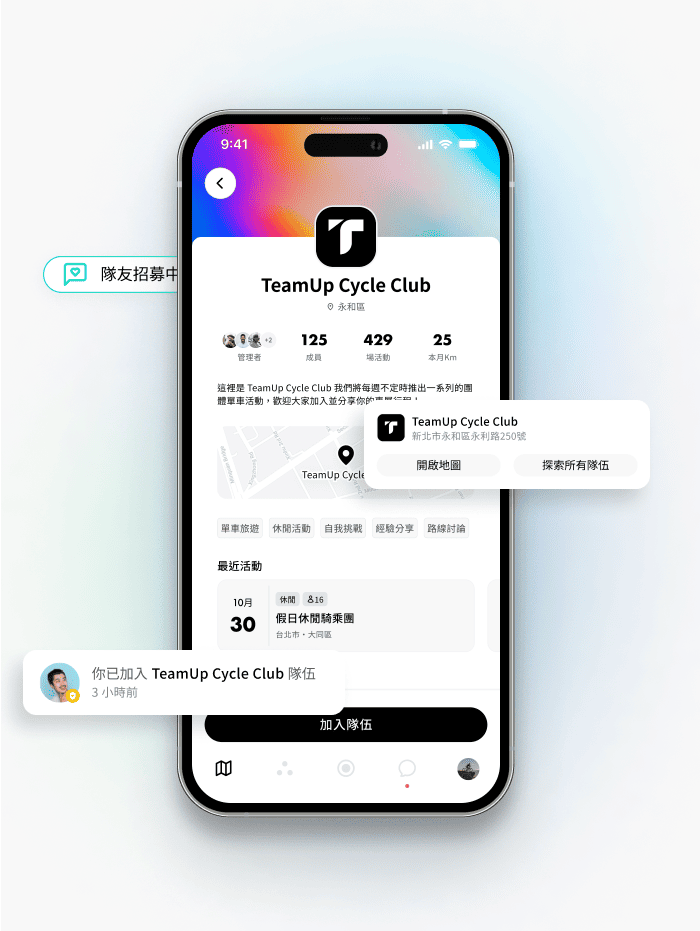 9:41
隊友招募中
TeamUp Cycle Club
永和區
+2
125
429
25
管理者
成員
場活動
本月Km
這裡是 TeamUp Cycle Club 我們將每週不定時推出一系列的團
體單車活動，歡迎大家加入並分享你的專屬行程！
TeamUp Cycle Club
新北市永和區永利路250號
開啟地圖
探索所有隊伍
TeamUp Cycle
單車旅遊
休閒活動
自我挑戰
經驗分享
路線討論
最近活動
10月
30
休閒
16
假日休閒騎乘團
台北市・大同區
你已加入 TeamUp Cycle Club 隊伍
3 小時前
加入隊伍